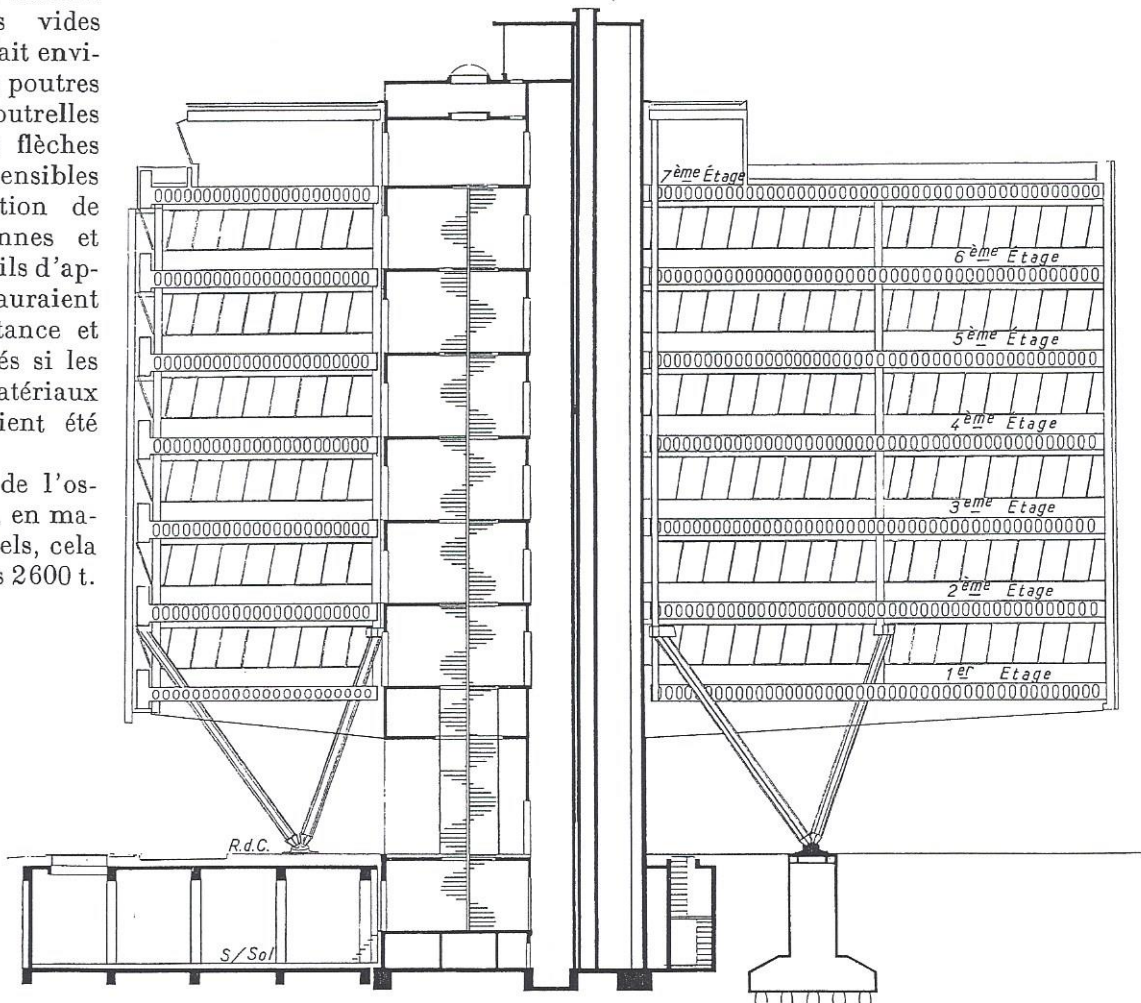 s vides
ait envi-
poutres
outrelles
flèches
ensibles
tion de
nnes et
ils d'ap-
auraient
tance et
és si les
atériaux
ient été
de l'os-
en ma-
els, cela
s 2600 t.
7ème Étage
6ème Étage
5ème Étage
4ème Étage
3eme Étage
2ème Etage
1er Etage
R.d.C.
S/Sol